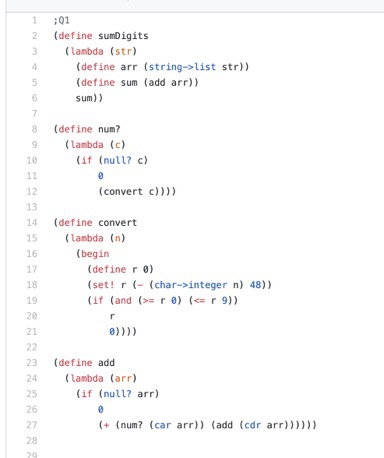 1 ;Q1
2 (define sumDigits
3   (lambda (str)
4     (define arr (string->list str))
5     (define sum (add arr))
6     sum))
7
8 (define num?
9   (lambda (c)
10     (if (null? c)
11         0
12         (convert c))))
13
14 (define convert
15   (lambda (n)
16     (begin
17       (define r 0)
18       (set! r (- (char->integer n) 48))
19       (if (and (>= r 0) (<= r 9))
20           r
21           0))))
22
23 (define add
24   (lambda (arr)
25     (if (null? arr)
26         0
27         (+ (num? (car arr)) (add (cdr arr))))))
28
29